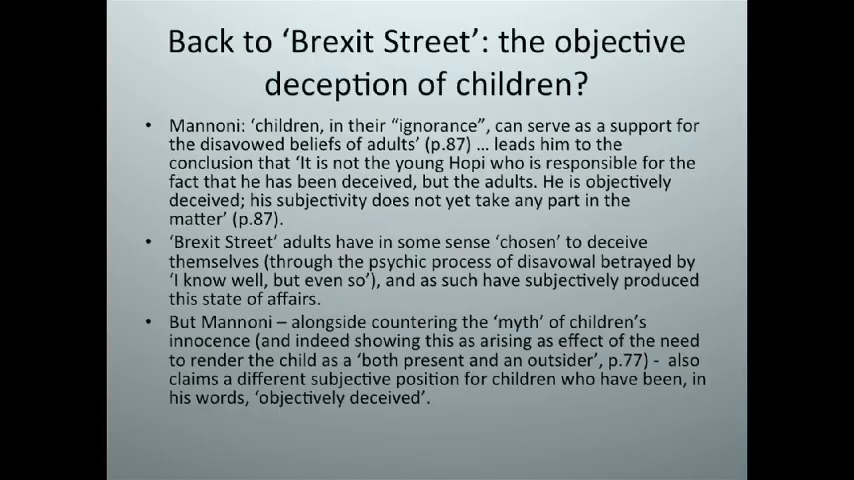 Back to ‘Brexit Street’: the objective
deception of children?
• Mannoni: ‘children, in their “ignorance”, can serve as a support for
the disavowed beliefs of adults’ (p.87) … leads him to the
conclusion that ‘It is not the young Hopi who is responsible for the
fact that he has been deceived, but the adults. He is objectively
deceived; his subjectivity does not yet take any part in the
matter’ (p.87).
• ‘Brexit Street’ adults have in some sense ‘chosen’ to deceive
themselves (through the psychic process of disavowal betrayed by
‘I know well, but even so’), and as such have subjectively produced
this state of affairs.
• But Mannoni – alongside countering the ‘myth’ of children’s
innocence (and indeed showing this as arising as effect of the need
to render the child as a ‘both present and an outsider’, p.77) - also
claims a different subjective position for children who have been, in
his words, ‘objectively deceived’.